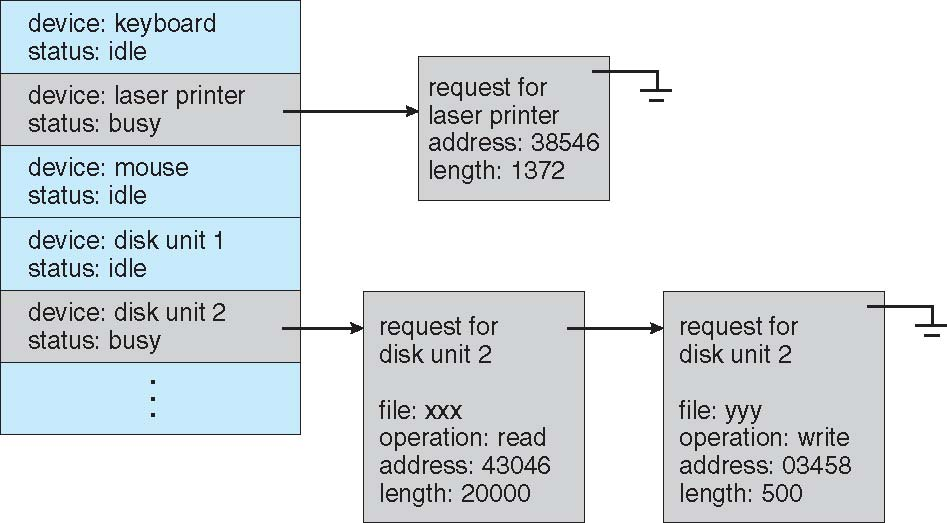 device: keyboard
status: idle
device: laser printer
status: busy
device: mouse
status: idle
device: disk unit 1
status: idle
device: disk unit 2
status: busy
request for
laser printer
address: 38546
length: 1372
request for
disk unit 2
file: xxx
operation: read
address: 43046
length: 20000
request for
disk unit 2
file: yyy
operation: write
address: 03458
length: 500